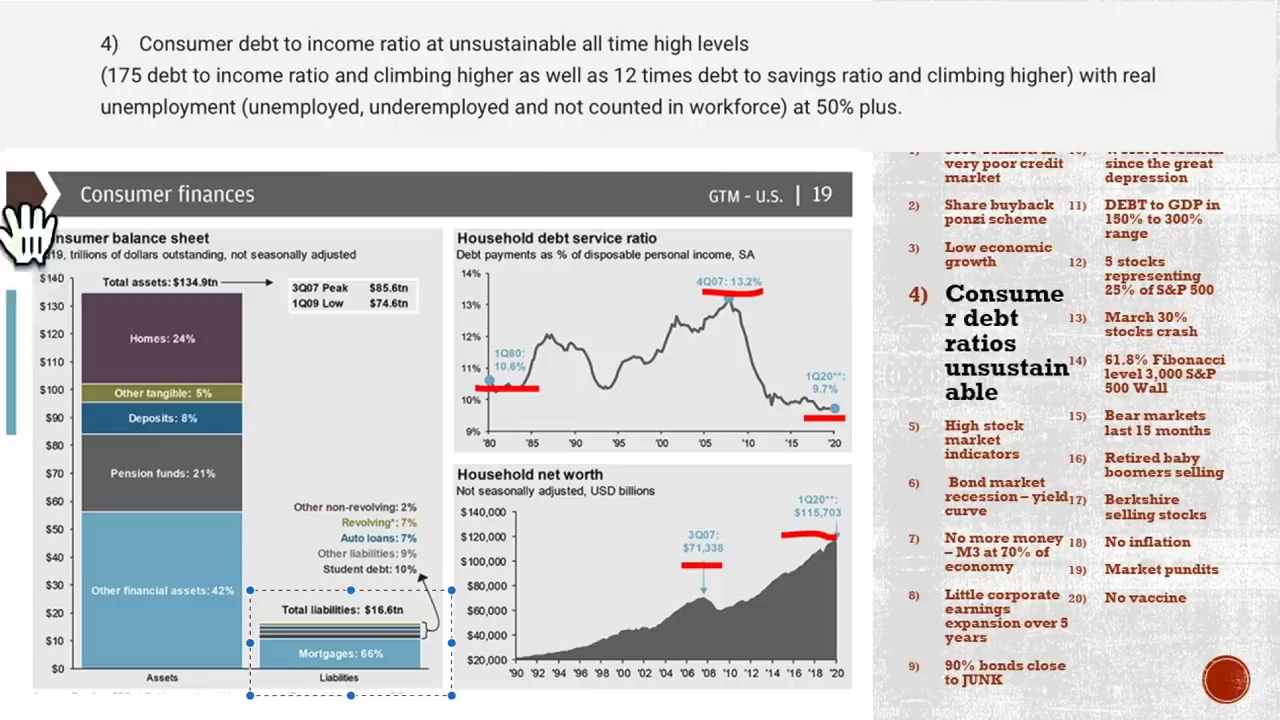 4) Consumer debt to income ratio at unsustainable all time high levels
(175 debt to income ratio and climbing higher as well as 12 times debt to savings ratio and climbing higher) with real
unemployment (unemployed, underemployed and not counted in workforce) at 50% plus.
Consumer finances
GTM – U.S. | 19
nsumer balance sheet
19, trillions of dollars outstanding, not seasonally adjusted
$140
$130
$120
$110
$100
$90
$80
$70
$60
$50
$40
$30
$20
$10
$0
Total assets: $134.9tn
3Q07 Peak $85.6tn
1Q09 Low $74.6tn
Homes: 24%
Other tangible: 5%
Deposits: 8%
Pension funds: 21%
Other financial assets: 42%
Other non-revolving: 2%
Revolving*: 7%
Auto loans: 7%
Other liabilities: 9%
Student debt: 10%
Total liabilities: $16.6tn
Mortgages: 66%
Assets
Liabilities
Household debt service ratio
Debt payments as % of disposable personal income, SA
14%
13%
12%
11%
10%
9%
1Q80:
10.6%
4Q07: 13.2%
1Q20**:
9.7%
'80 '85 '90 '95 '00 '05 '10 '15 '20
Household net worth
Not seasonally adjusted, USD billions
$140,000
$120,000
$100,000
$80,000
$60,000
$40,000
$20,000
3Q07:
$71,338
1Q20**:
$115,703
'90 '92 '94 '96 '98 '00 '02 '04 '06 '08 '10 '12 '14 '16 '18 '20
very poor credit
market
2) Share buyback
ponzi scheme
3) Low economic
growth
4) Consume
r debt
ratios
unsustain
able
5) High stock
market
indicators
6) Bond market
recession – yield
curve
7) No more money
– M3 at 70% of
economy
8) Little corporate
earnings
expansion over 5
years
9) 90% bonds close
to JUNK
since the great
depression
11) DEBT to GDP in
150% to 300%
range
12) 5 stocks
representing
25% of S&P 500
13) March 30%
stocks crash
14) 61.8% Fibonacci
level 3,000 S&P
500 Wall
15) Bear markets
last 15 months
16) Retired baby
boomers selling
17) Berkshire
selling stocks
18) No inflation
19) Market pundits
20) No vaccine